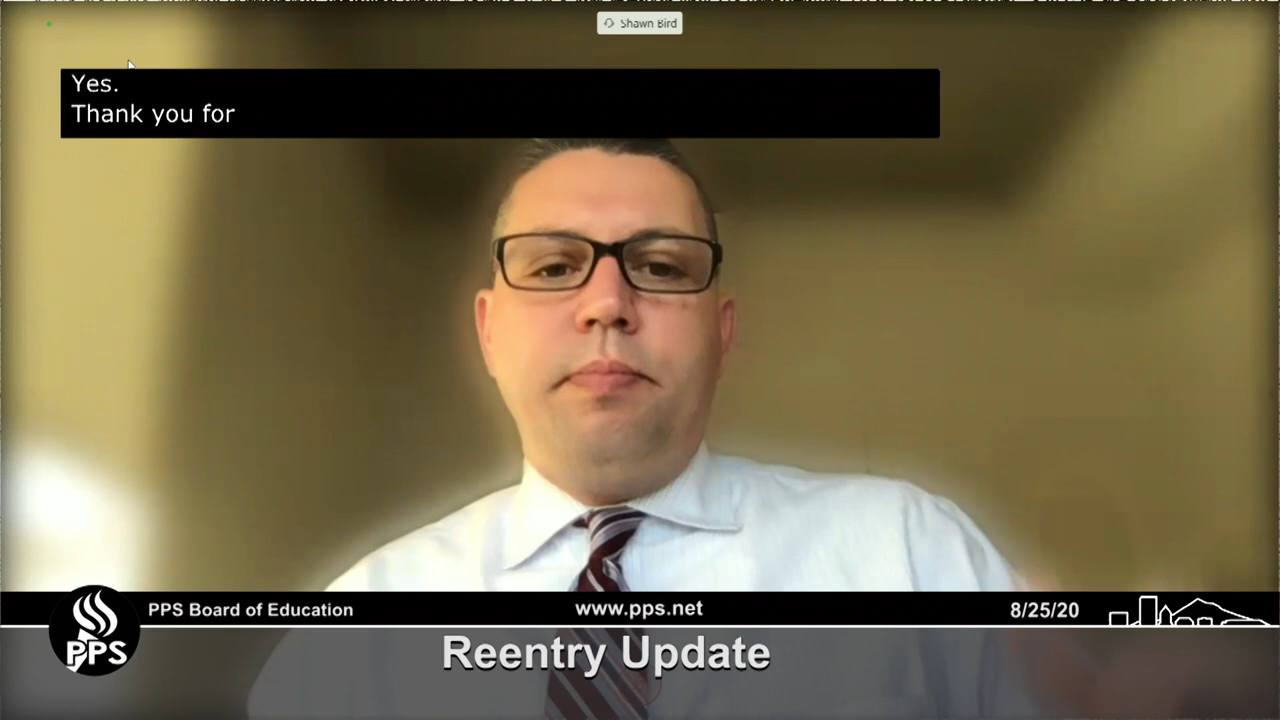 Shawn Bird
Yes.
Thank you for
PPS Board of Education
www.pps.net
8/25/20
PPS
Reentry Update